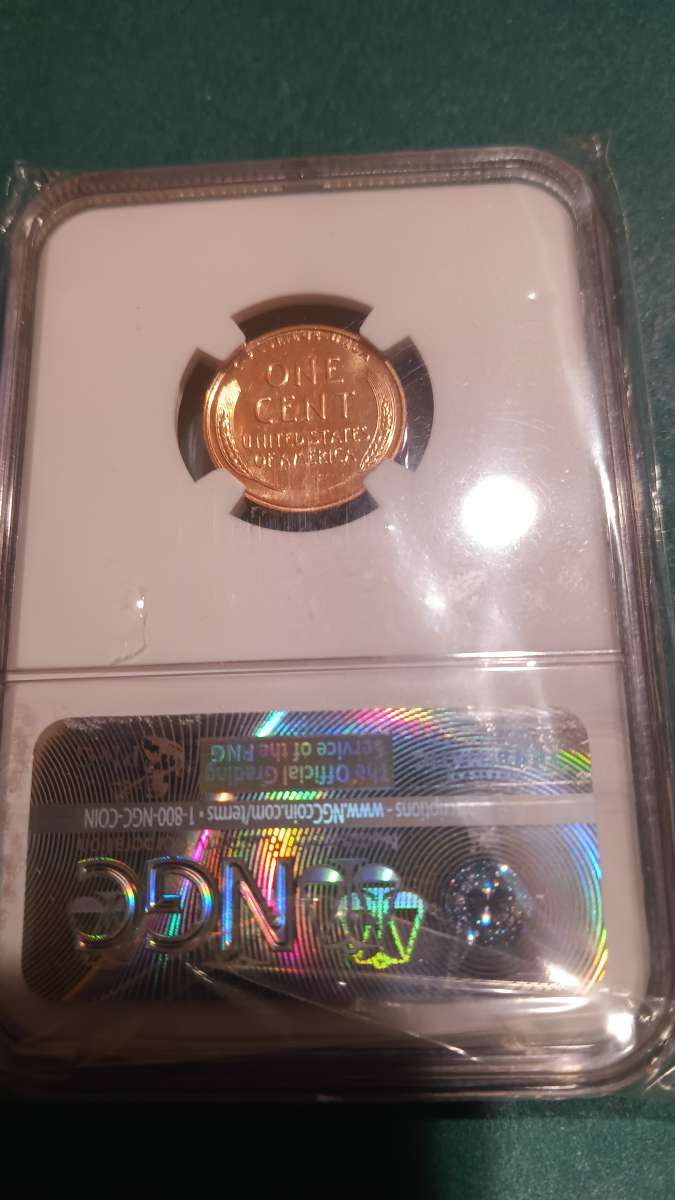 ONE
CENT
UNITED STATES
OF AMERICA
The Official Grading
Service of the PNG
- www.NGCcoin.com/terms • 1-800-NGC-COIN
NGC